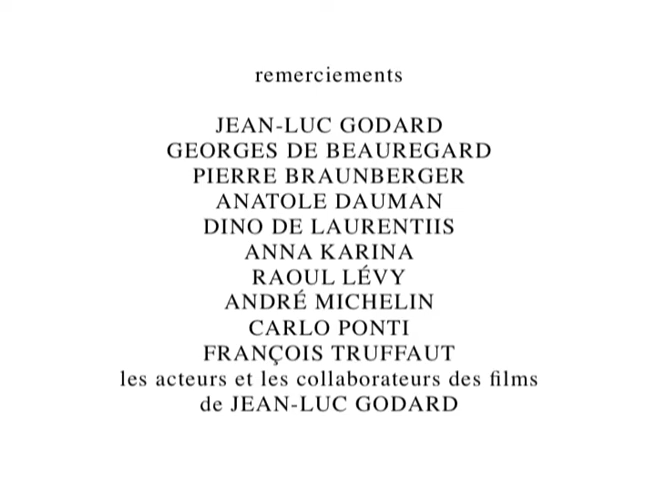 remerciements
JEAN-LUC GODARD
GEORGES DE BEAUREGARD
PIERRE BRAUNBERGER
ANATOLE DAUMAN
DINO DE LAURENTIIS
ANNA KARINA
RAOUL LÉVY
ANDRÉ MICHELIN
CARLO PONTI
FRANÇOIS TRUFFAUT
les acteurs et les collaborateurs des films
de JEAN-LUC GODARD